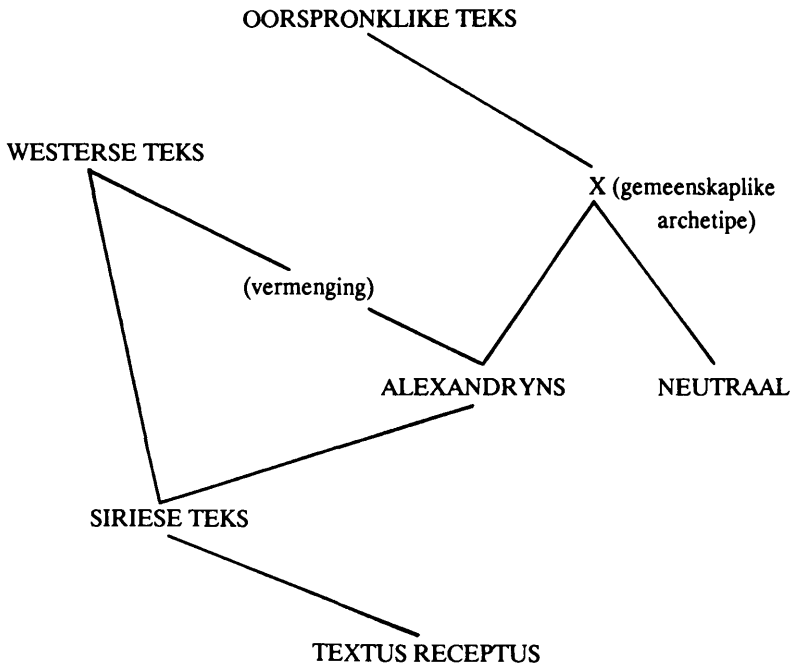 OORSPRONKLIKE TEKS
WESTERSE TEKS
X (gemeenskaplike
archetipe)
(vermenging)
ALEXANDRYNS
NEUTRAAL
SIRIESE TEKS
TEXTUS RECEPTUS